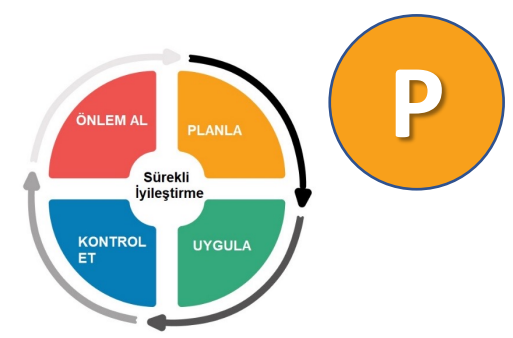 ÖNLEM AL
PLANLA
Sürekli
İyileştirme
KONTROL
ET
UYGULA
P